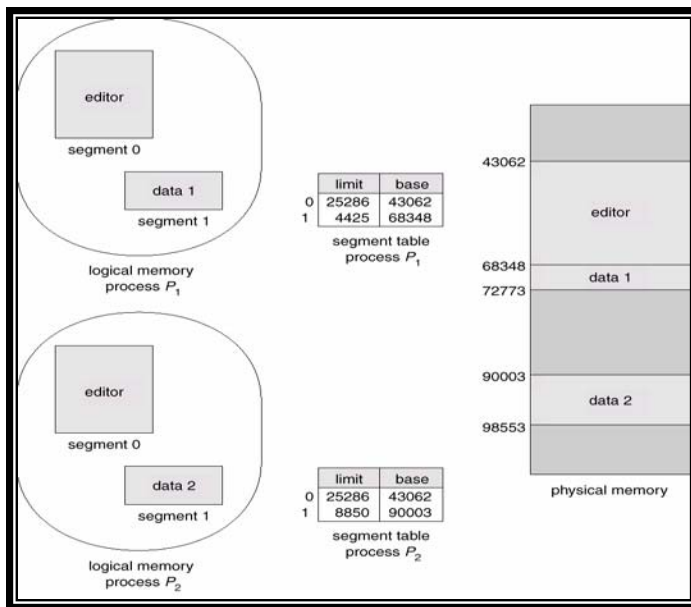 editor
segment 0
data 1
segment 1
logical memory
process P1
limit base
0 25286 43062
1 4425 68348
segment table
process P1
editor
segment 0
data 2
segment 1
logical memory
process P2
limit base
0 25286 43062
1 8850 90003
segment table
process P2
43062
editor
68348
data 1
72773
90003
data 2
98553
physical memory